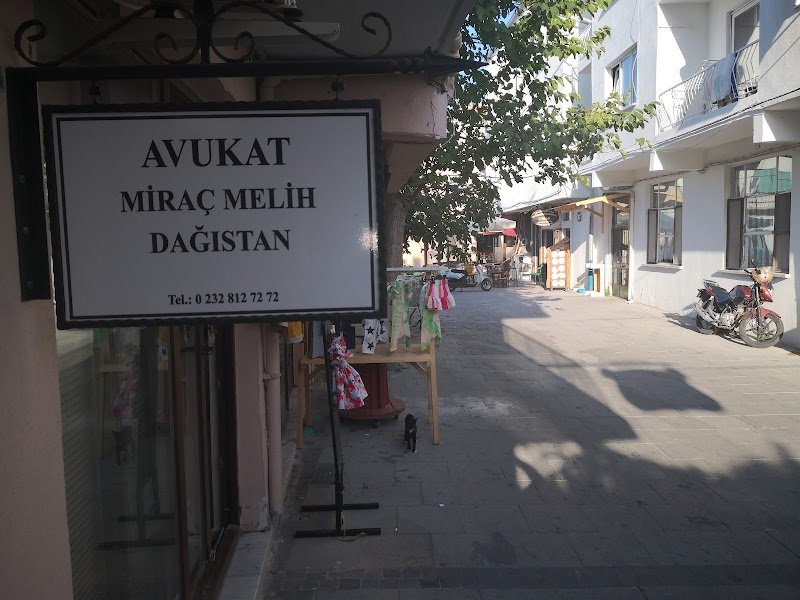 AVUKAT
MİRAÇ MELİH
DAĞISTAN
Tel.: 0 232 812 72 72